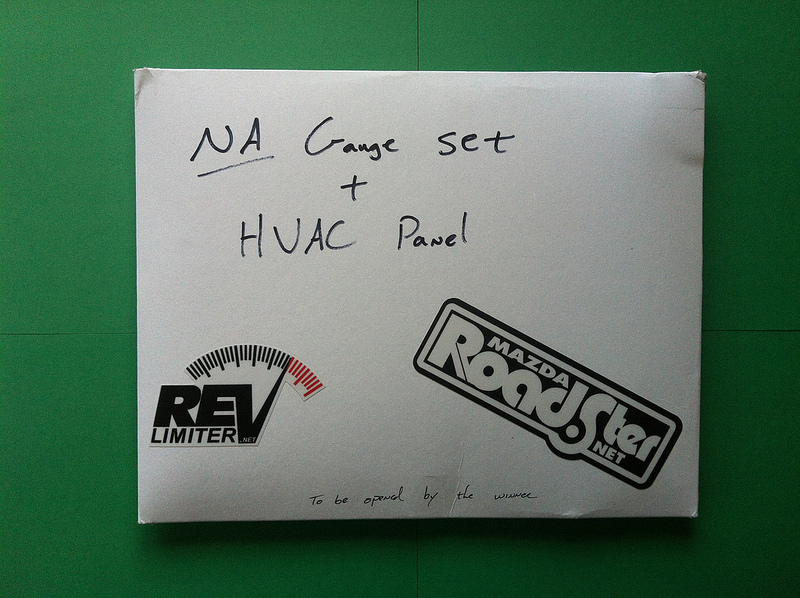 NA Gauge set
+
HVAC Panel
REV
LIMITER.NET
MAZDA
RoadSter
NET
To be opened by the winner